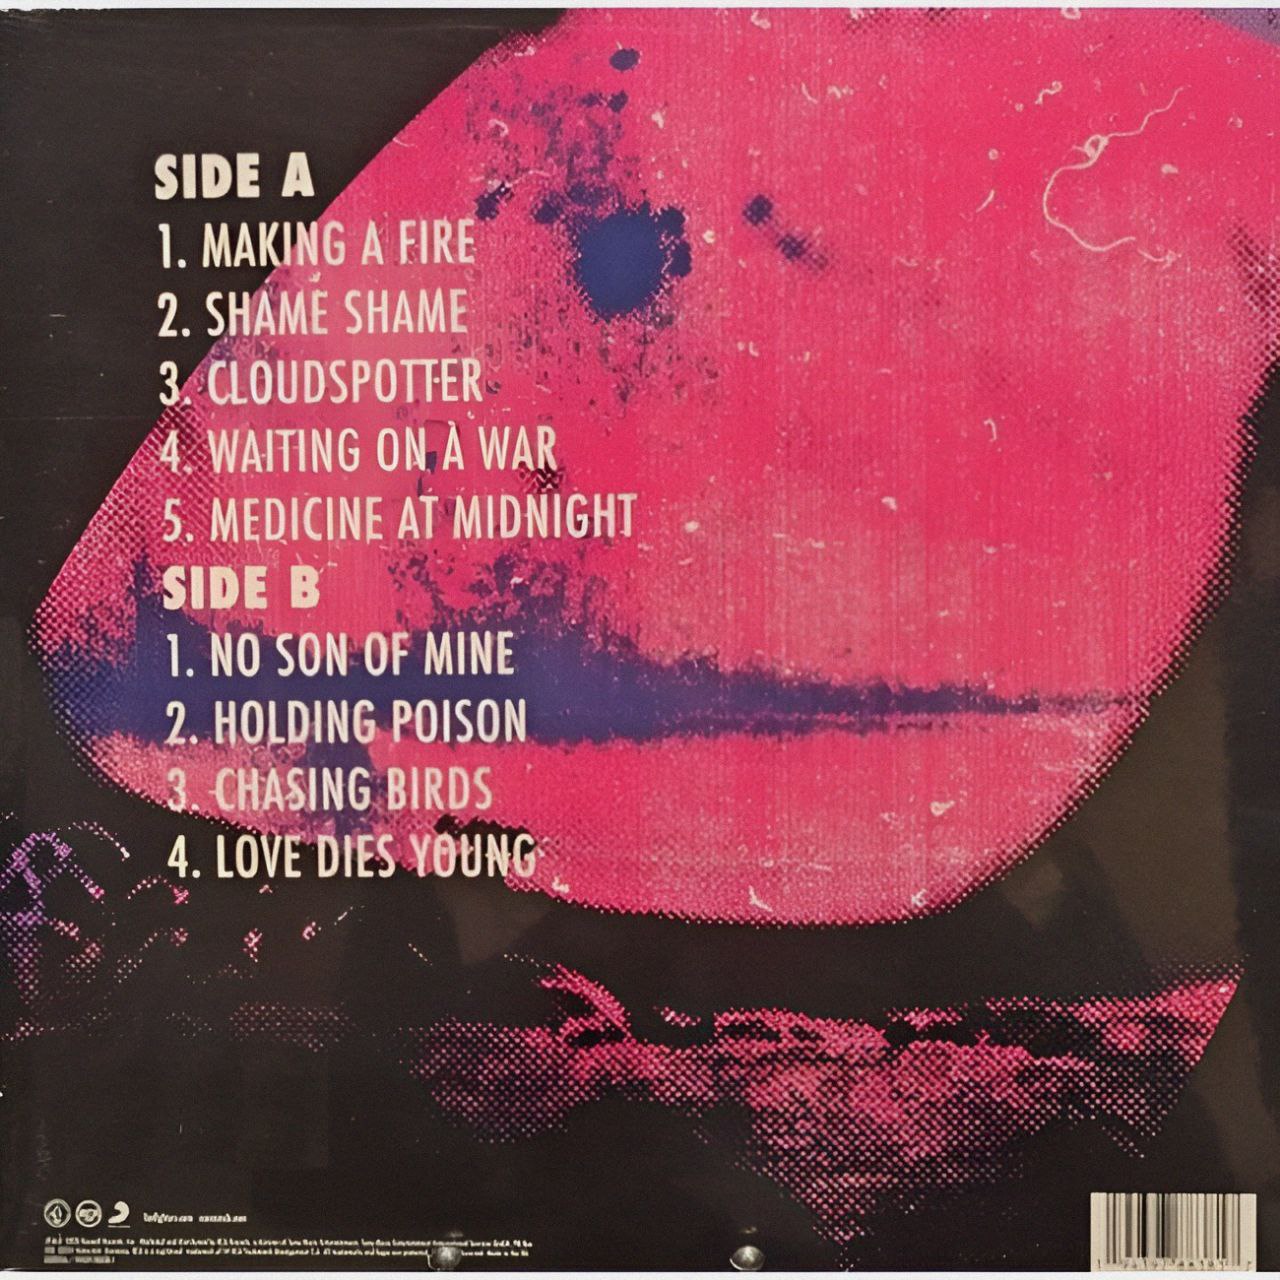 SIDE A
1. MAKING A FIRE
2. SHAME SHAME
3. CLOUDSPOTTER
4. WAITING ON A WAR
5. MEDICINE AT MIDNIGHT
SIDE B
1. NO SON OF MINE
2. HOLDING POISON
3. CHASING BIRDS
4. LOVE DIES YOUNG